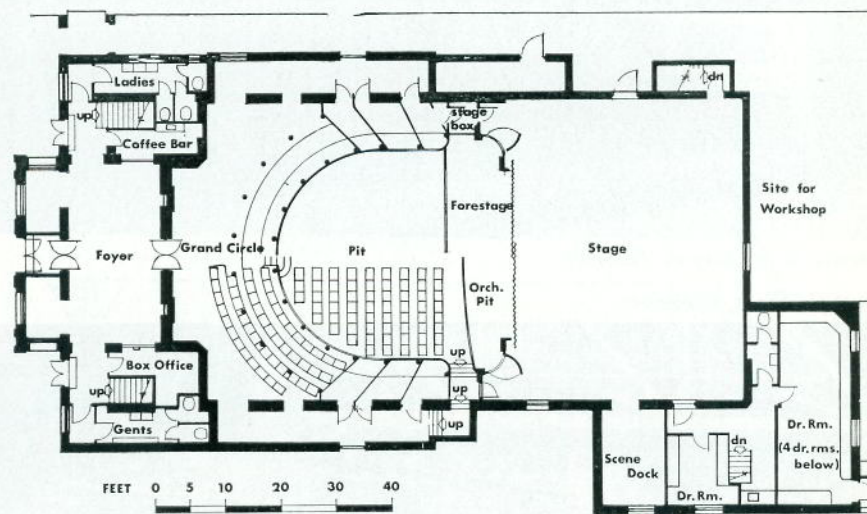 Ladies
up
Coffee Bar
stage
box
dn
Forestage
Site for
Workshop
Foyer
Grand Circle
Pit
Stage
Orch.
Pit
up
up
up
Box Office
up
Gents
Scene
Dock
dn
Dr. Rm.
Dr. Rm.
(4 dr. rms.
below)
FEET 0 5 10 20 30 40